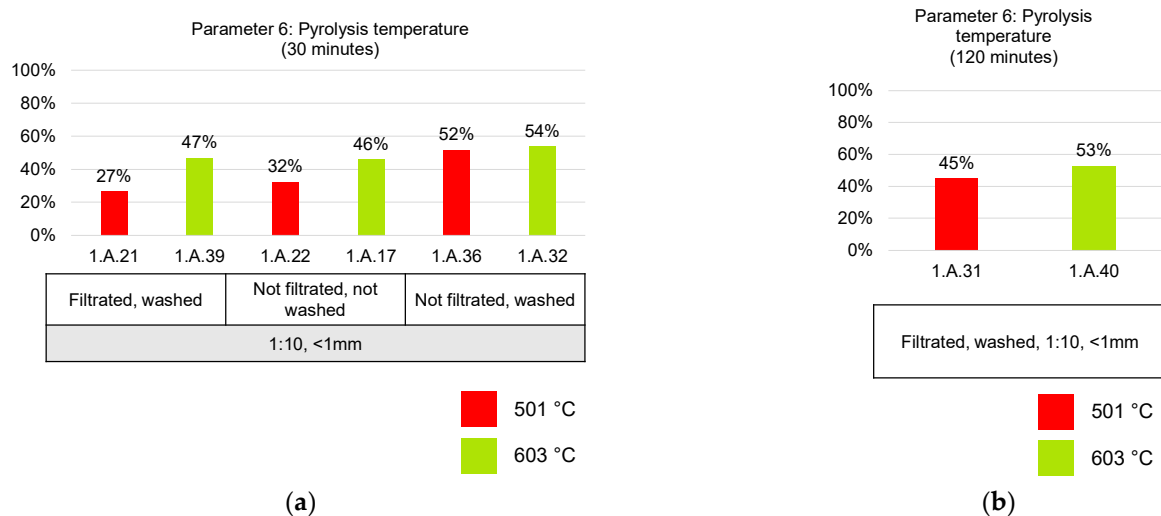 Parameter 6: Pyrolysis temperature
(30 minutes)
100%
80%
60%
40%
20%
0%
27%
47%
32%
46%
52%
54%
1.A.21
1.A.39
1.A.22
1.A.17
1.A.36
1.A.32
Filtrated, washed
Not filtrated, not
washed
Not filtrated, washed
1:10, <1mm
501 °C
603 °C
(a)
Parameter 6: Pyrolysis
temperature
(120 minutes)
100%
80%
60%
40%
20%
0%
45%
53%
1.A.31
1.A.40
Filtrated, washed, 1:10, <1mm
501 °C
603 °C
(b)